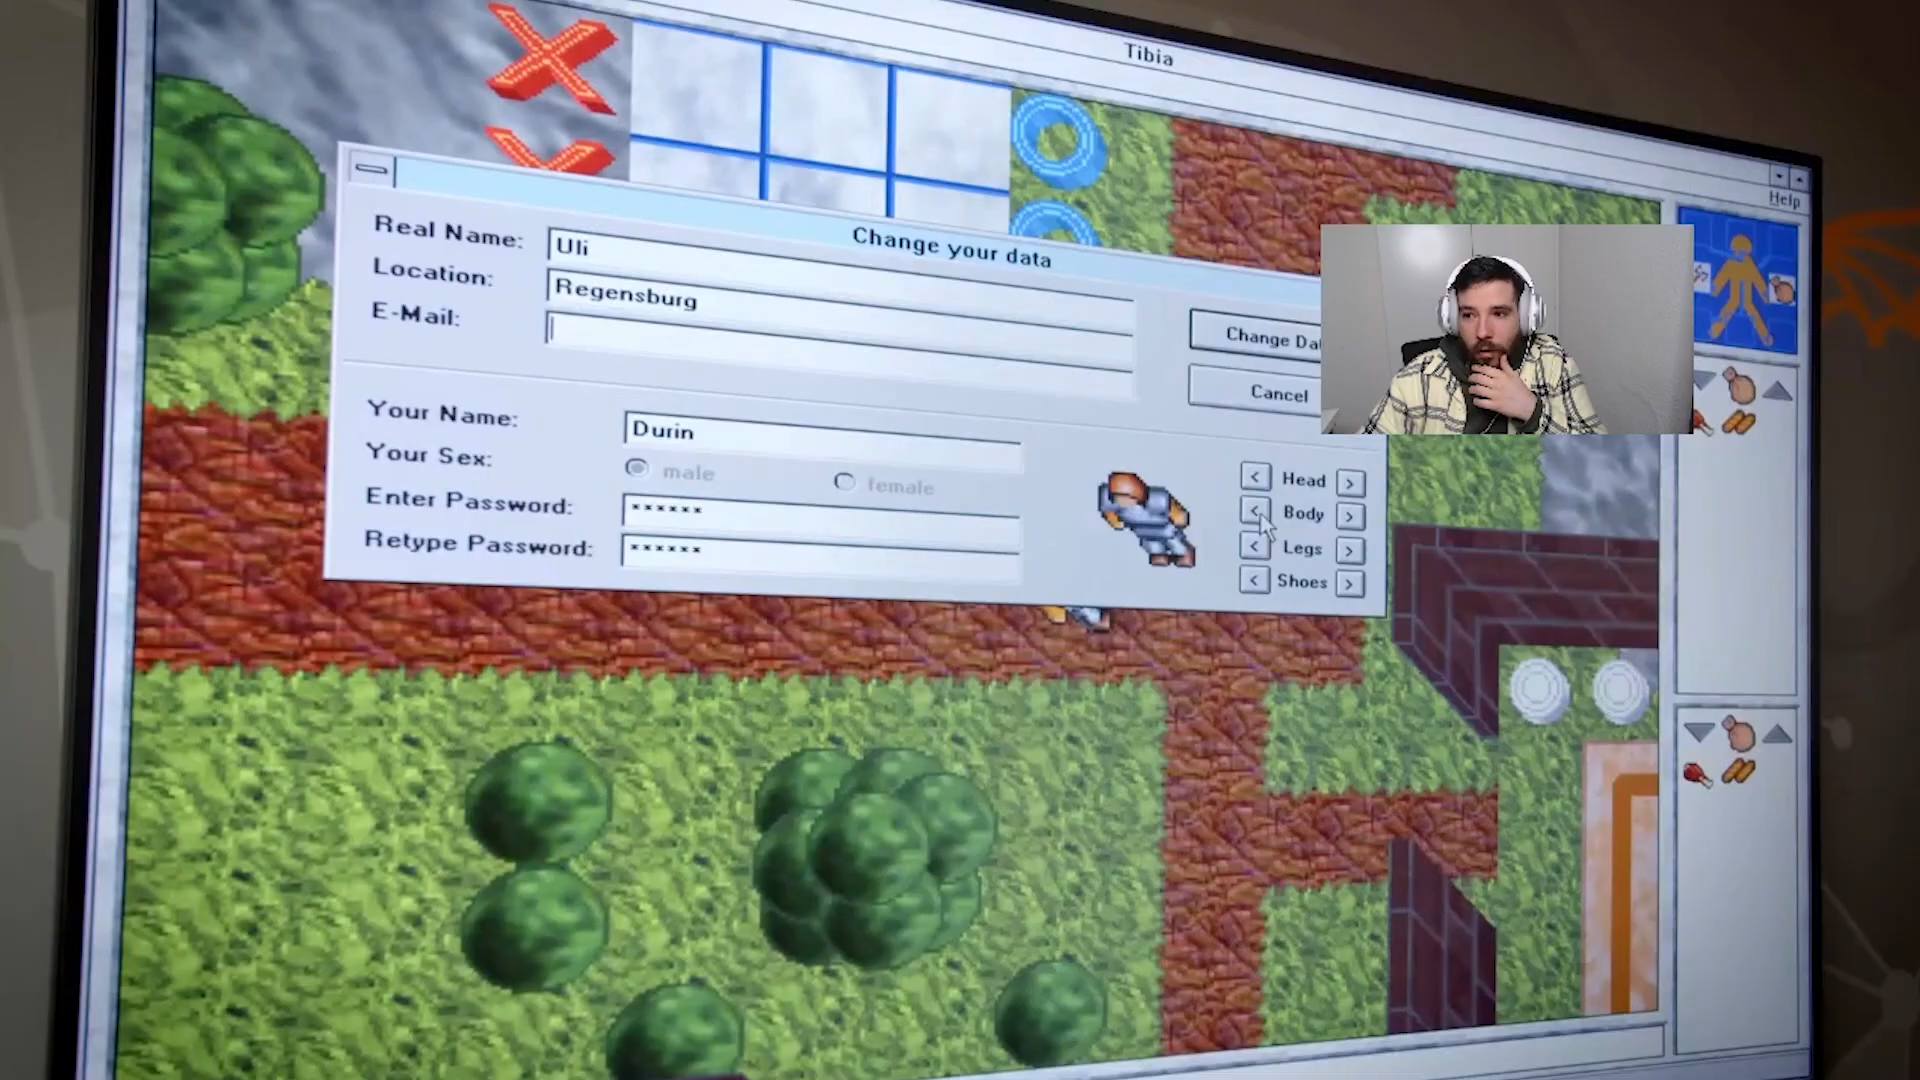 Tibia
Help
Change your data
Real Name: Uli
Location: Regensburg
E-Mail:
Change Da
Cancel
Your Name: Durin
Your Sex: male female
Enter Password: ******
Retype Password: ******
< Head >
< Body >
< Legs >
< Shoes >